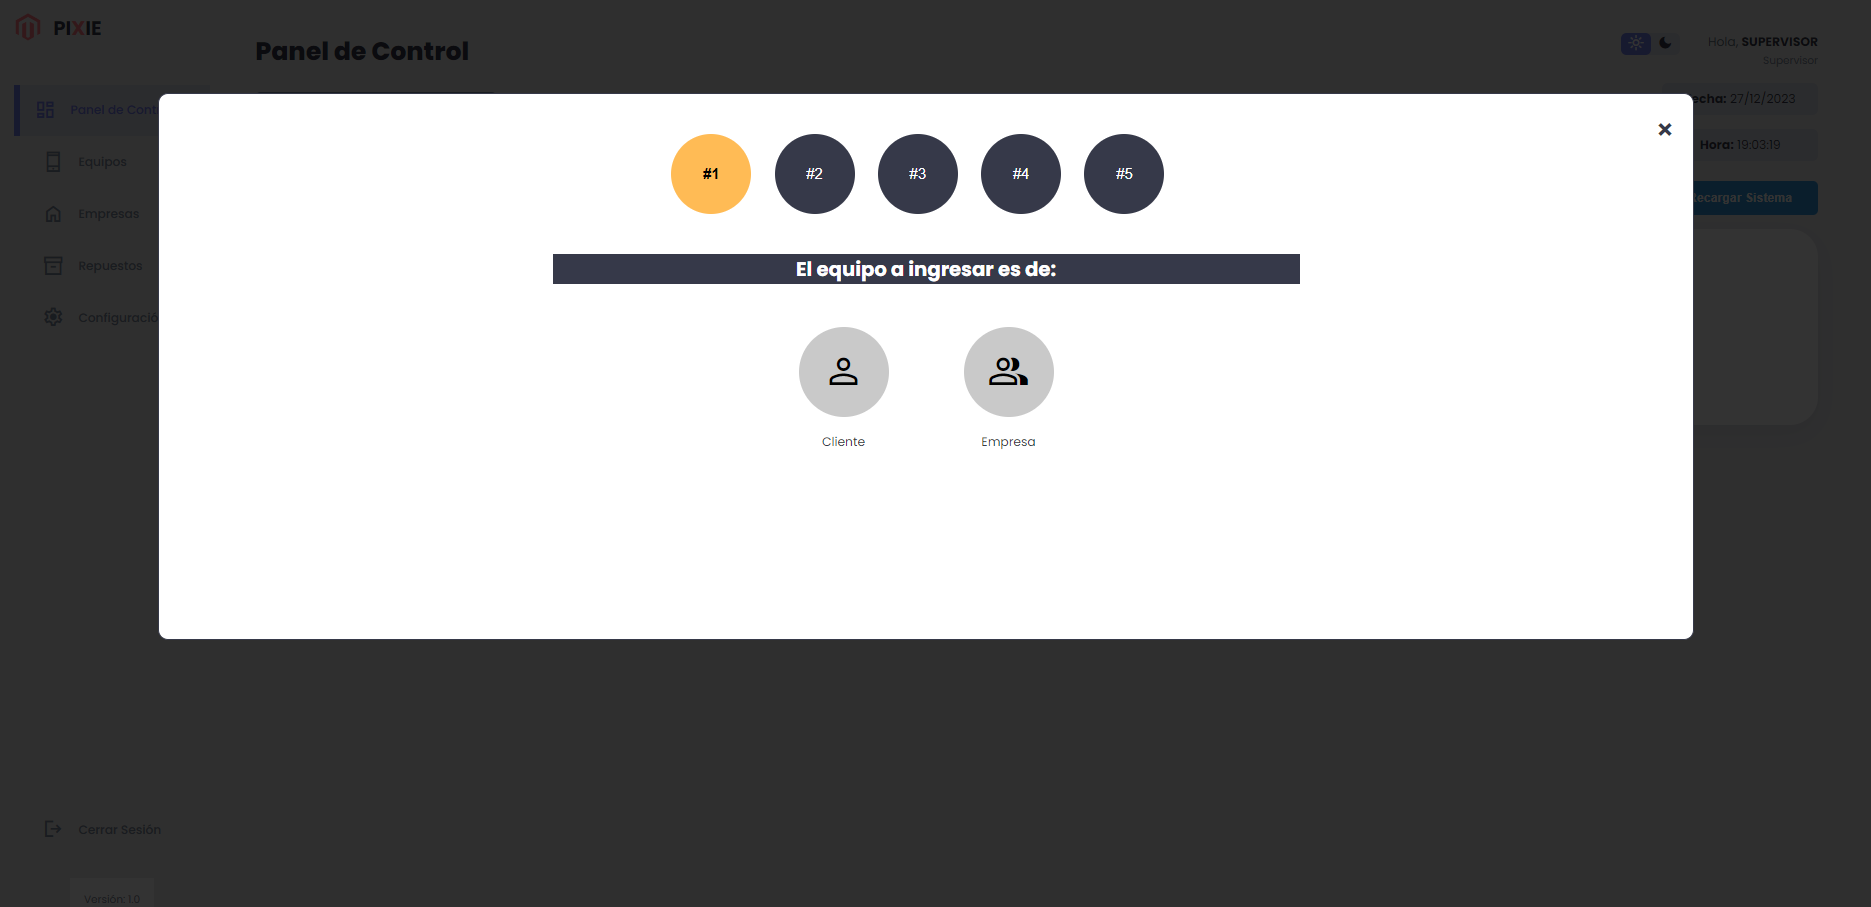 PIXIE
Panel de Control
Hola, SUPERVISOR
Supervisor
Panel de Cont
Equipos
Empresas
Repuestos
Configuració
Cerrar Sesión
Versión: 1.0
echa: 27/12/2023
Hora: 19:03:19
ecargar Sistema
#1 #2 #3 #4 #5
El equipo a ingresar es de:
Cliente
Empresa